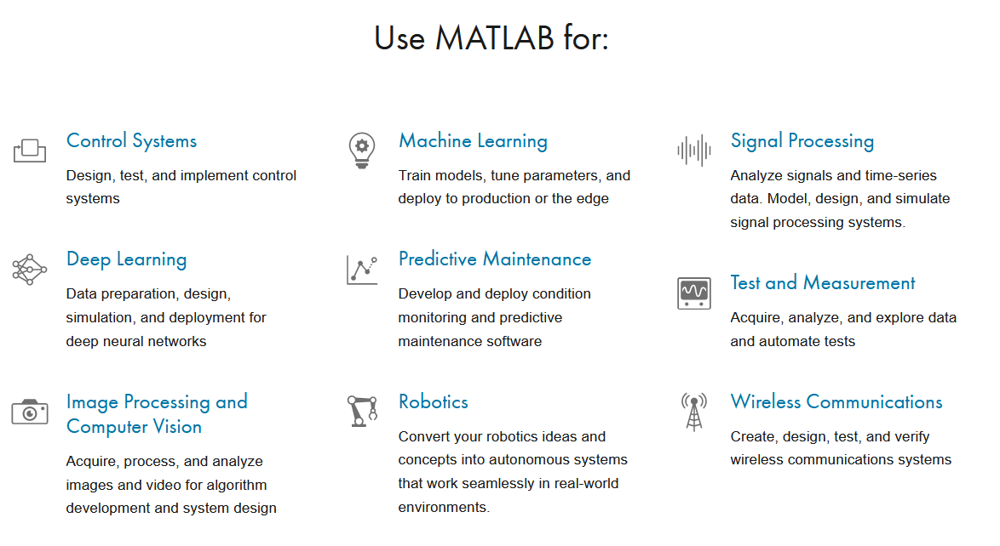 Use MATLAB for:
Control Systems
Design, test, and implement control
systems
Machine Learning
Train models, tune parameters, and
deploy to production or the edge
Signal Processing
Analyze signals and time-series
data. Model, design, and simulate
signal processing systems.
Deep Learning
Data preparation, design,
simulation, and deployment for
deep neural networks
Predictive Maintenance
Develop and deploy condition
monitoring and predictive
maintenance software
Test and Measurement
Acquire, analyze, and explore data
and automate tests
Image Processing and
Computer Vision
Acquire, process, and analyze
images and video for algorithm
development and system design
Robotics
Convert your robotics ideas and
concepts into autonomous systems
that work seamlessly in real-world
environments.
Wireless Communications
Create, design, test, and verify
wireless communications systems